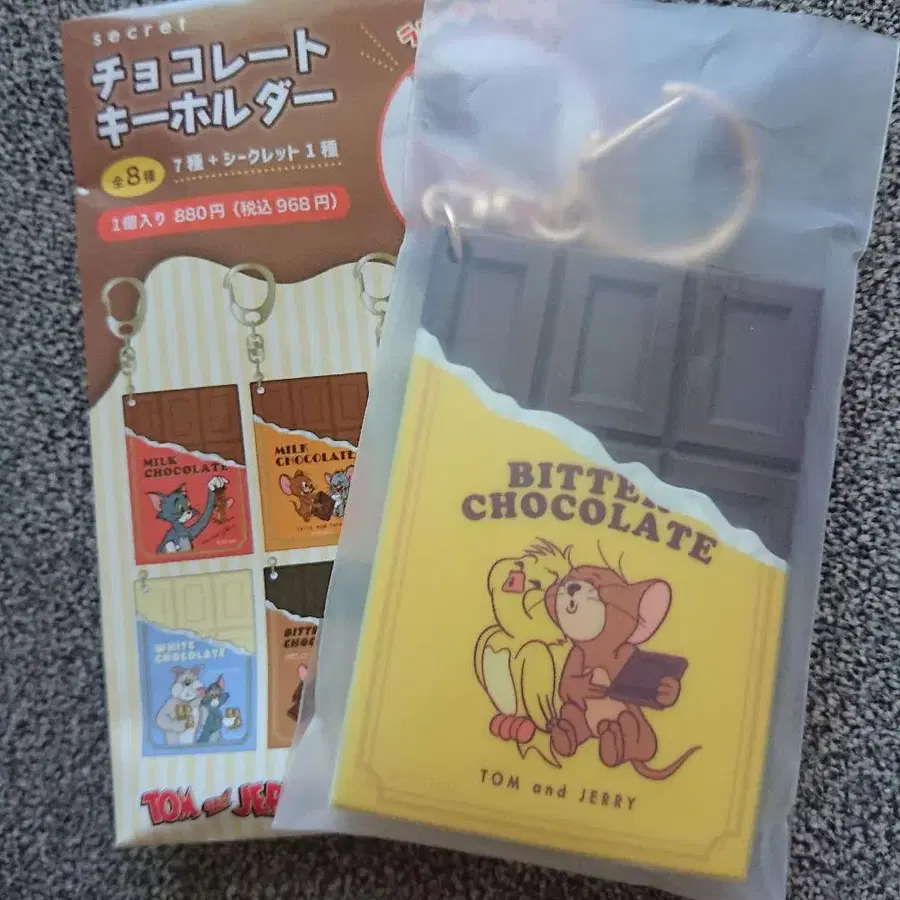 secret
チョコレート
キーホルダー
全8種
7種+シークレット1種
1個入り 880円(税込968円)
MILK
CHOCOLATE
MILK
CHOCOLATE
WHITE
CHOCOLATE
TOM and
BITTER
CHOCOLATE
TOM and JERRY